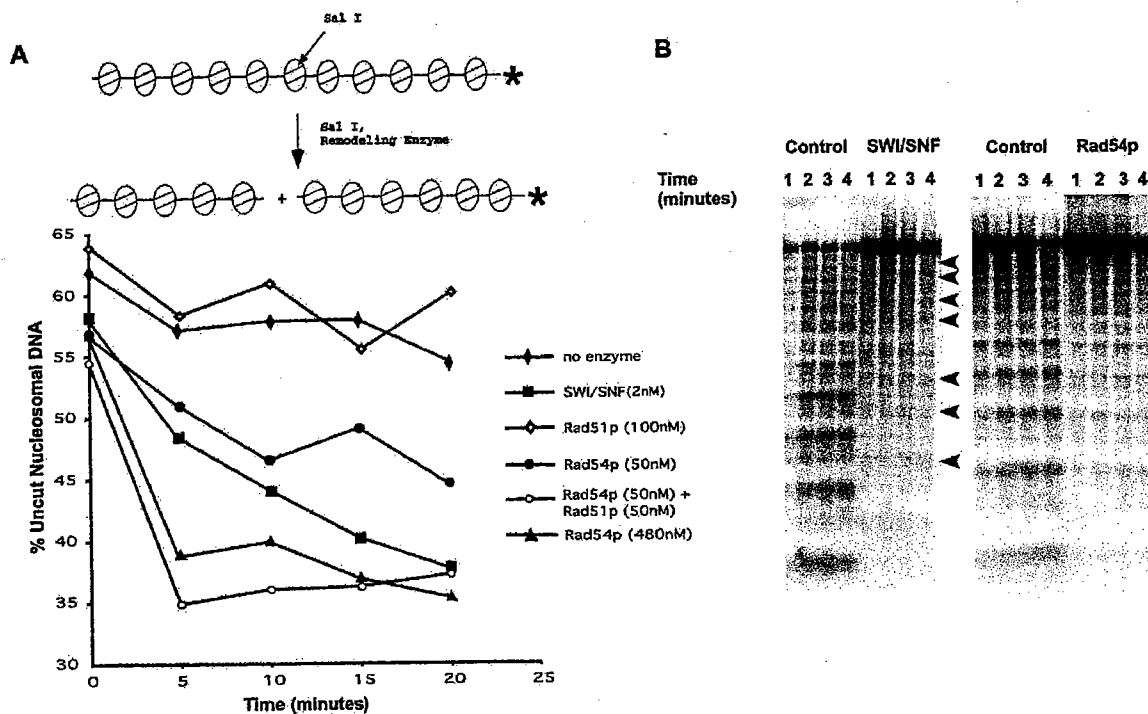 A
Sal I
Sal I,
Remodeling Enzyme
+
*
*
65
60
55
50
45
40
35
30
% Uncut Nucleosomal DNA
0 5 10 15 20 25
Time (minutes)
no enzyme
SWI/SNF(2nM)
Rad51p (100nM)
Rad54p (50nM)
Rad54p (50nM) +
Rad51p (50nM)
Rad54p (480nM)
B
Control SWI/SNF Control Rad54p
Time
(minutes)
1 2 3 4 1 2 3 4 1 2 3 4 1 2 3 4